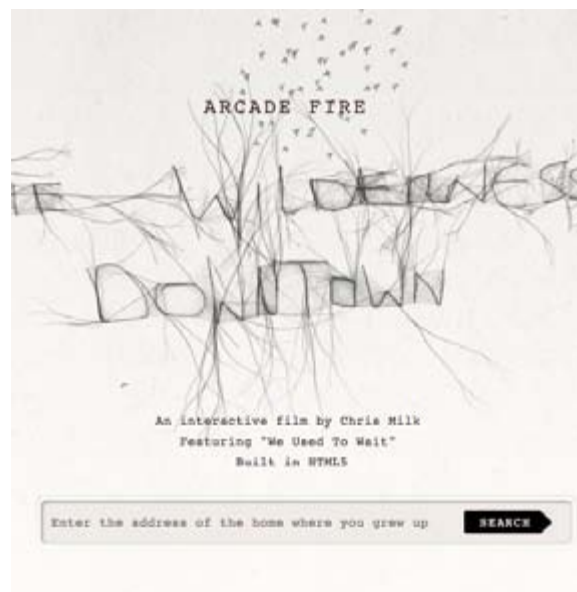 ARCADE FIRE
E WILDERNESS
DOWNTOWN
An interactive film by Chris Milk
Featuring "We Used To Wait"
Built in HTML5
Enter the address of the home where you grew up
SEARCH